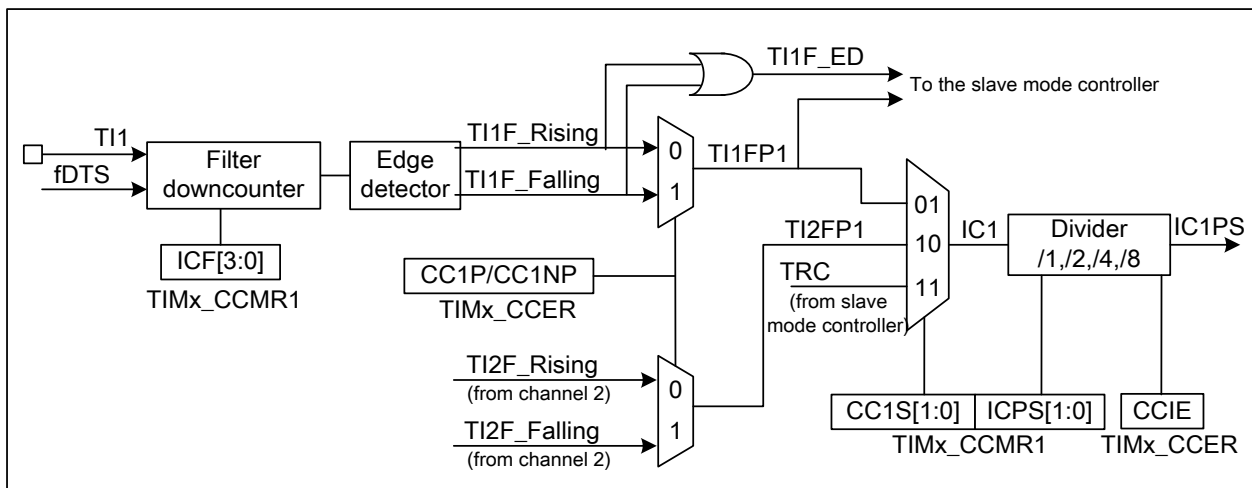 TI1F_ED
To the slave mode controller
TI1
fDTS
Filter
downcounter
Edge
detector
TI1F_Rising
TI1F_Falling
0
1
TI1FP1
ICF[3:0]
TIMx_CCMR1
CC1P/CC1NP
TIMx_CCER
TI2FP1
TRC
(from slave
mode controller)
01
10
11
IC1
Divider
/1,/2,/4,/8
IC1PS
TI2F_Rising
(from channel 2)
TI2F_Falling
(from channel 2)
0
1
CC1S[1:0]
ICPS[1:0]
CCIE
TIMx_CCMR1
TIMx_CCER